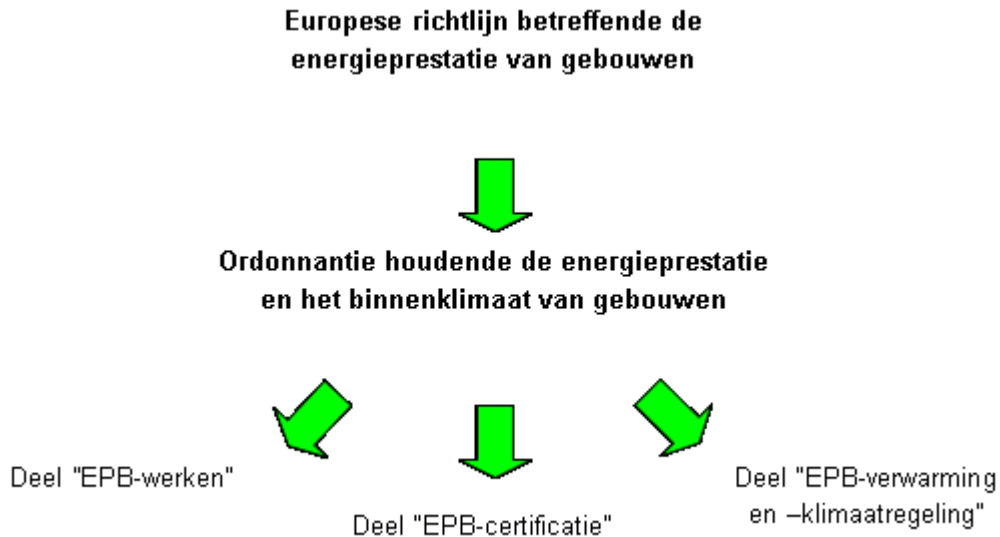 Europese richtlijn betreffende de
energieprestatie van gebouwen
Ordonnantie houdende de energieprestatie
en het binnenklimaat van gebouwen
Deel "EPB-werken"
Deel "EPB-certificatie"
Deel "EPB-verwarming
en –klimaatregeling"